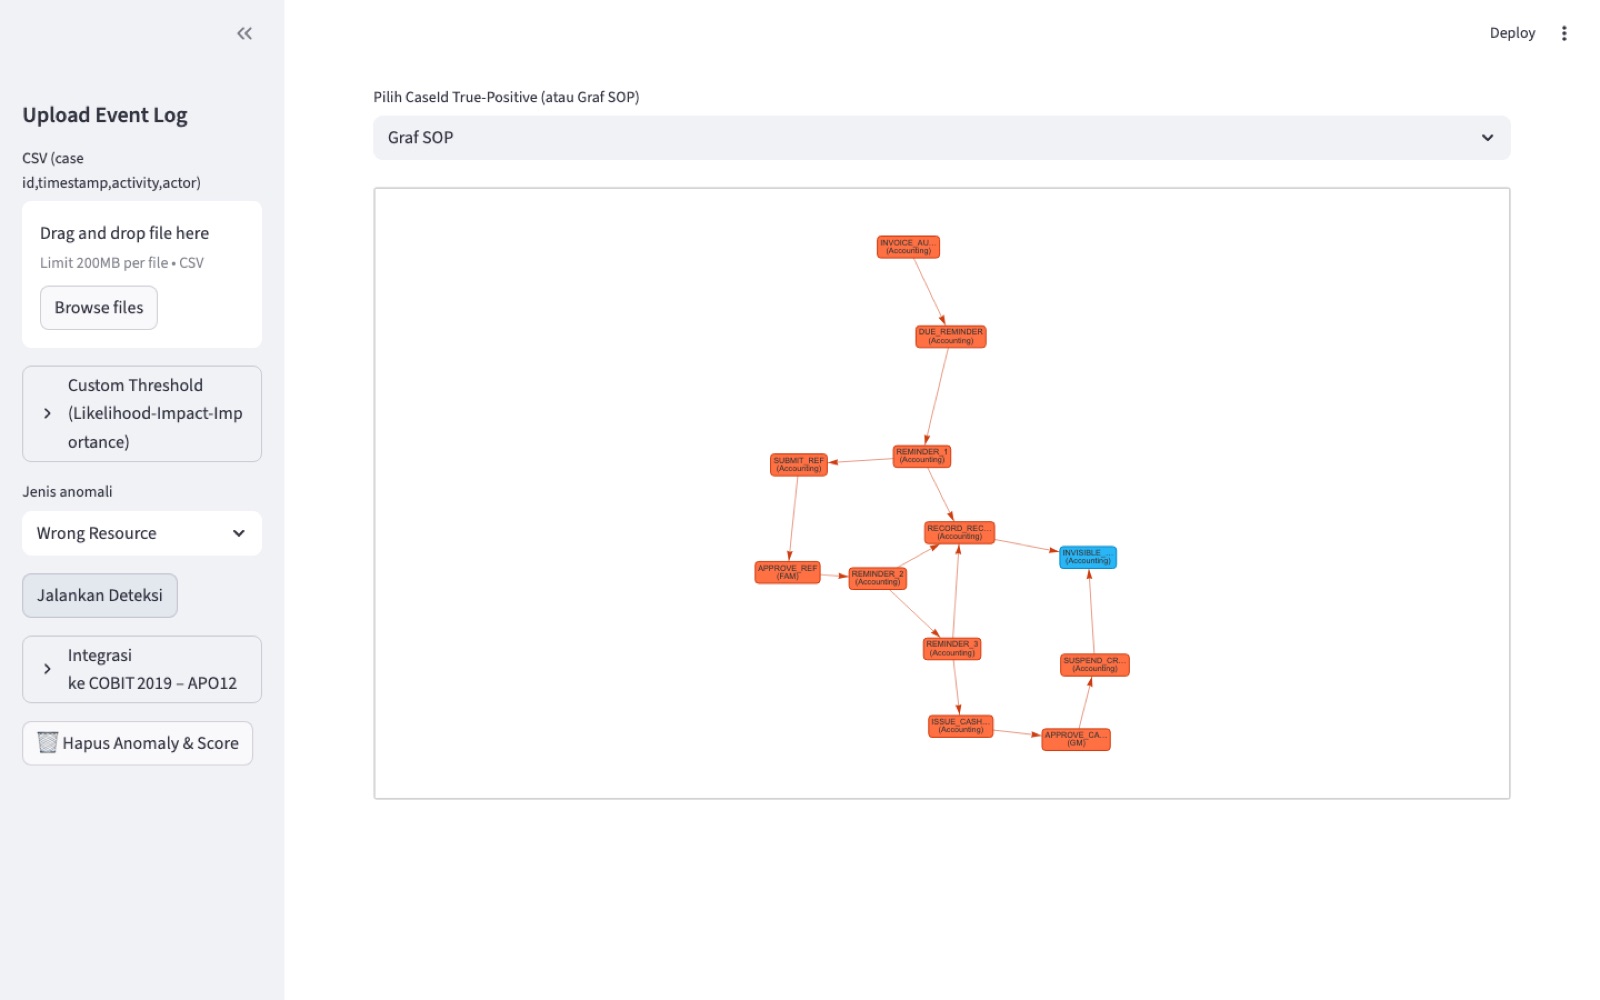 Deploy
Upload Event Log
CSV (case
id,timestamp,activity,actor)
Drag and drop file here
Limit 200MB per file • CSV
Browse files
Custom Threshold
(Likelihood-Impact-Imp
ortance)
Jenis anomali
Wrong Resource
Jalankan Deteksi
Integrasi
ke COBIT 2019 – APO12
Hapus Anomaly & Score
Pilih CaseId True-Positive (atau Graf SOP)
Graf SOP
INVOICE_AU...
(Accounting)
DUE_REMINDER
(Accounting)
REMINDER_1
(Accounting)
SUBMIT_REF
(Accounting)
RECORD_REC...
(Accounting)
INVISIBLE_...
(Accounting)
APPROVE_REF
(FAM)
REMINDER_2
(Accounting)
REMINDER_3
(Accounting)
SUSPEND_CR...
(Accounting)
ISSUE_CASH...
(Accounting)
APPROVE_CA...
(GM)